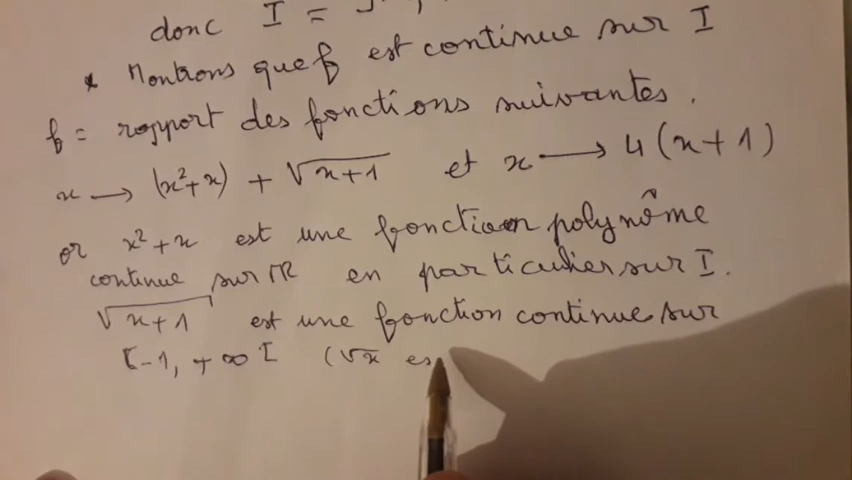 donc I =
* Montrons que f est continue sur I
f = rapport des fonctions suivantes.
x → (x²+x) + √x+1 et x → 4(x+1)
or x²+x est une fonction polynôme
continue sur ℝ en particulier sur I.
√x+1 est une fonction continue sur
[-1, +∞[ (√x es